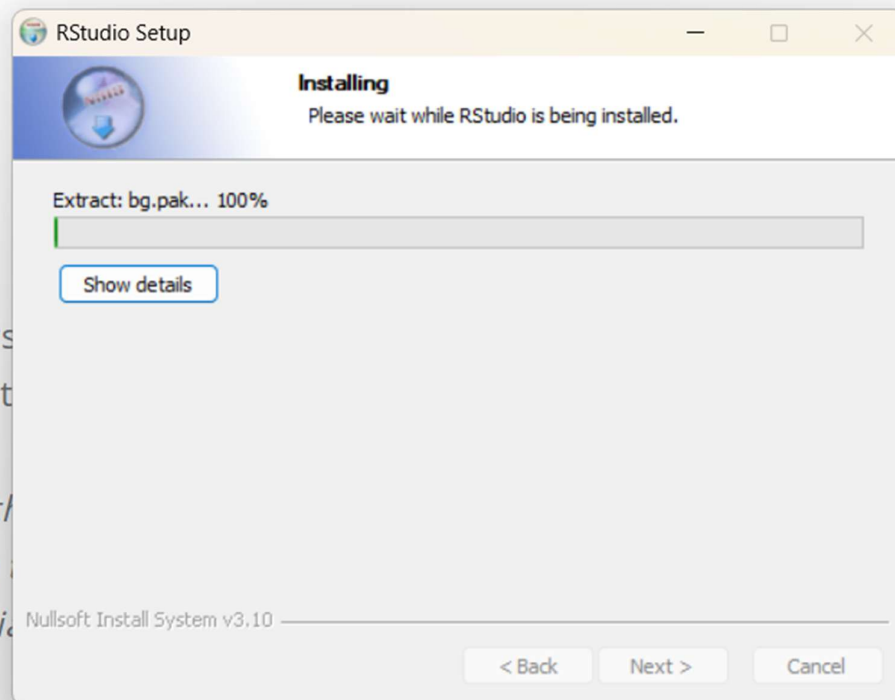 RStudio Setup
Installing
Please wait while RStudio is being installed.
Extract: bg.pak... 100%
Show details
Nullsoft Install System v3.10
< Back
Next >
Cancel